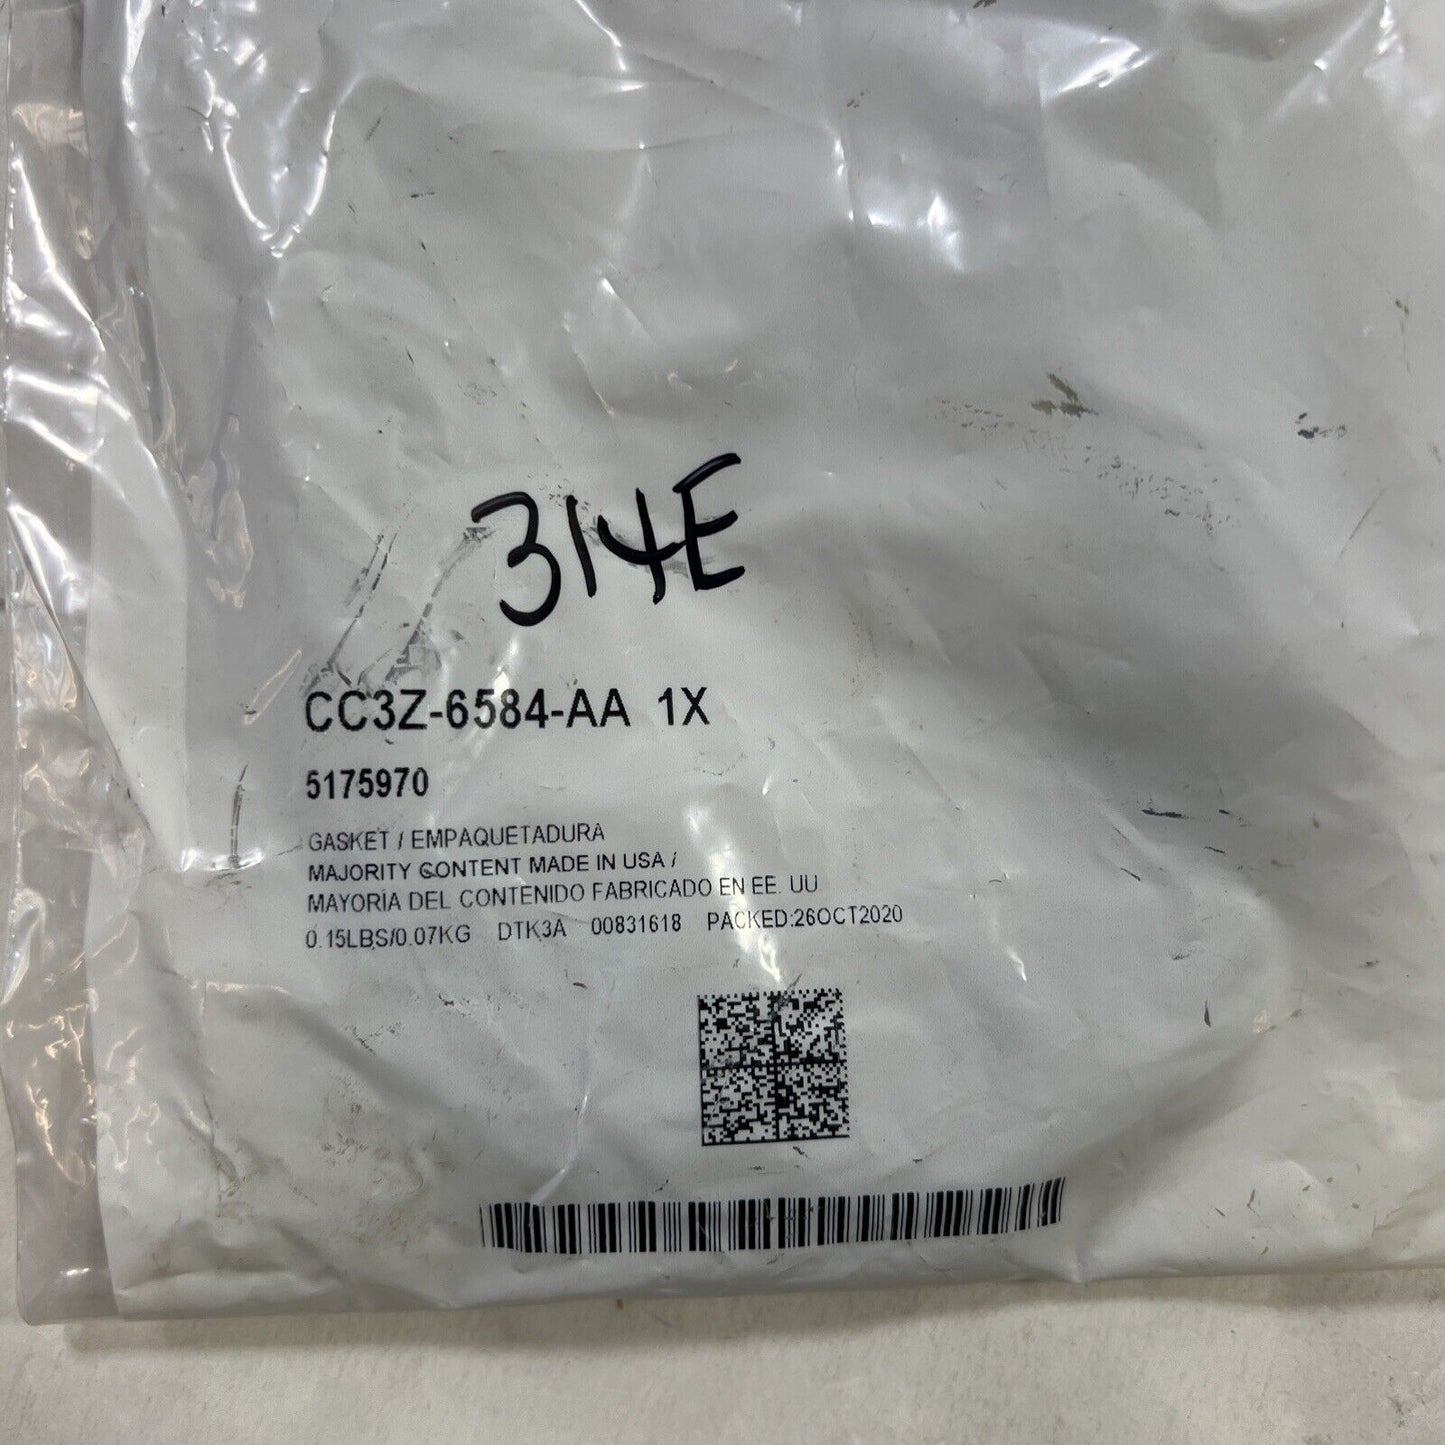 314E
CC3Z-6584-AA 1X
5175970
GASKET / EMPAQUETADURA
MAJORITY CONTENT MADE IN USA /
MAYORÍA DEL CONTENIDO FABRICADO EN EE. UU
0.15LBS/0.07KG DTK3A 00831618 PACKED:26OCT2020